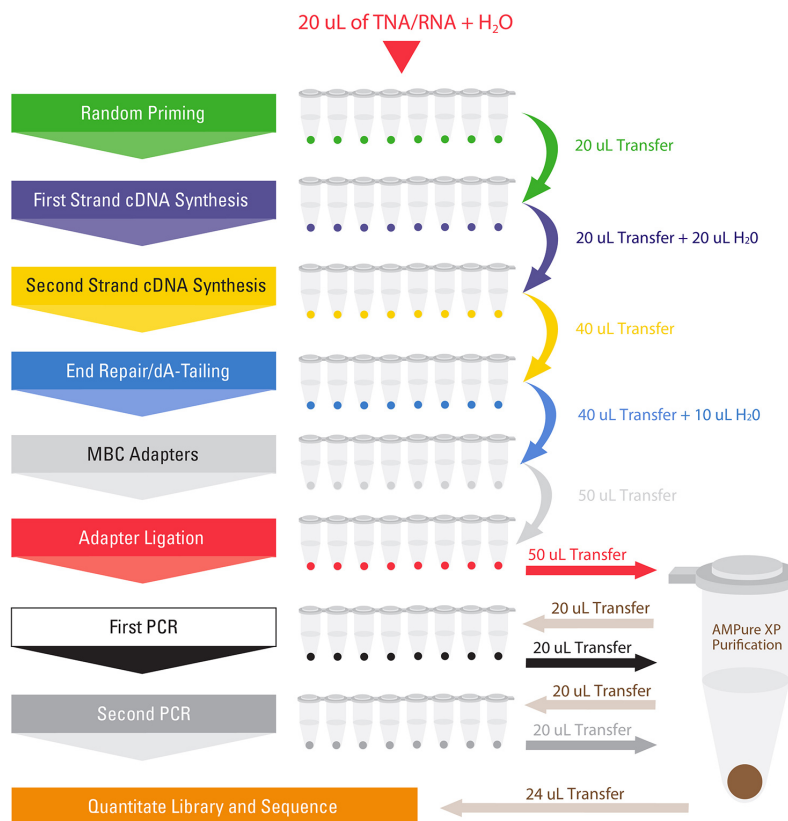 20 uL of TNA/RNA + H₂O
Random Priming
20 uL Transfer
First Strand cDNA Synthesis
20 uL Transfer + 20 uL H₂0
Second Strand cDNA Synthesis
40 uL Transfer
End Repair/dA-Tailing
40 uL Transfer + 10 uL H₂0
MBC Adapters
50 uL Transfer
Adapter Ligation
50 uL Transfer
First PCR
20 uL Transfer
20 uL Transfer
AMPure XP
Purification
Second PCR
20 uL Transfer
20 uL Transfer
Quantitate Library and Sequence
24 uL Transfer